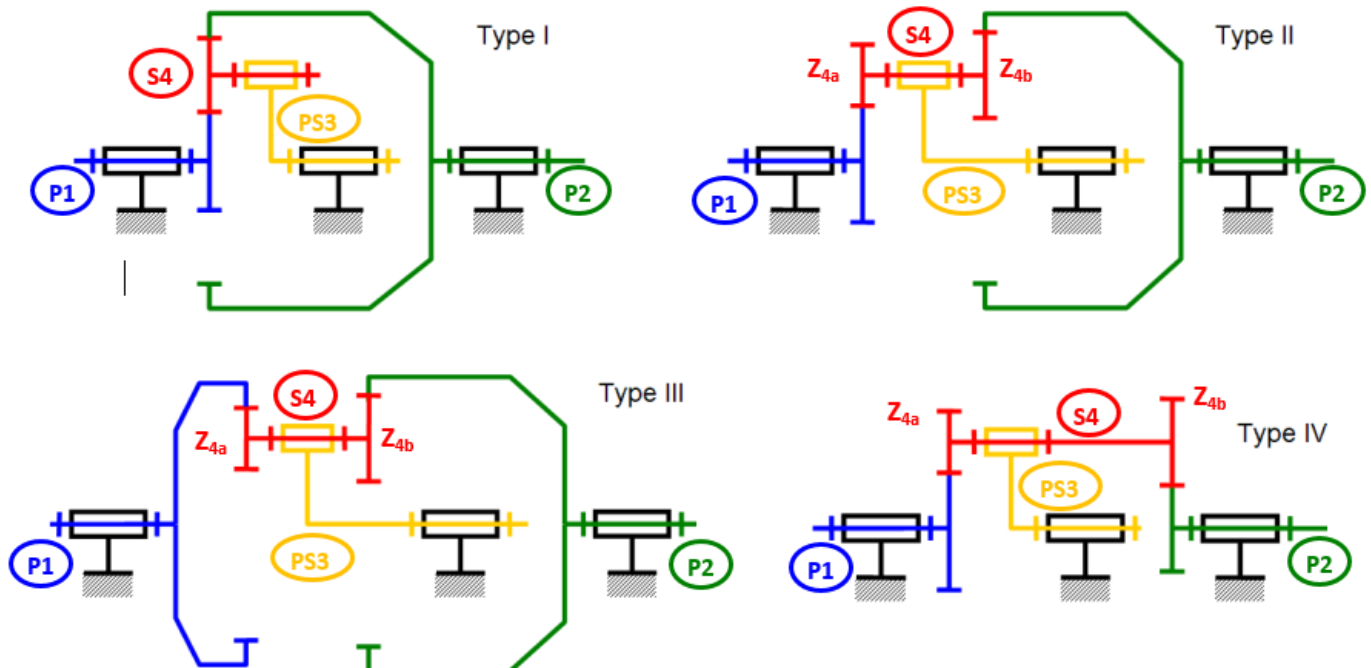 Type I
S4
PS3
P1
P2
Type II
S4
Z4a
Z4b
PS3
P1
P2
Type III
S4
Z4a
Z4b
PS3
P1
P2
Type IV
Z4a
S4
Z4b
PS3
P1
P2